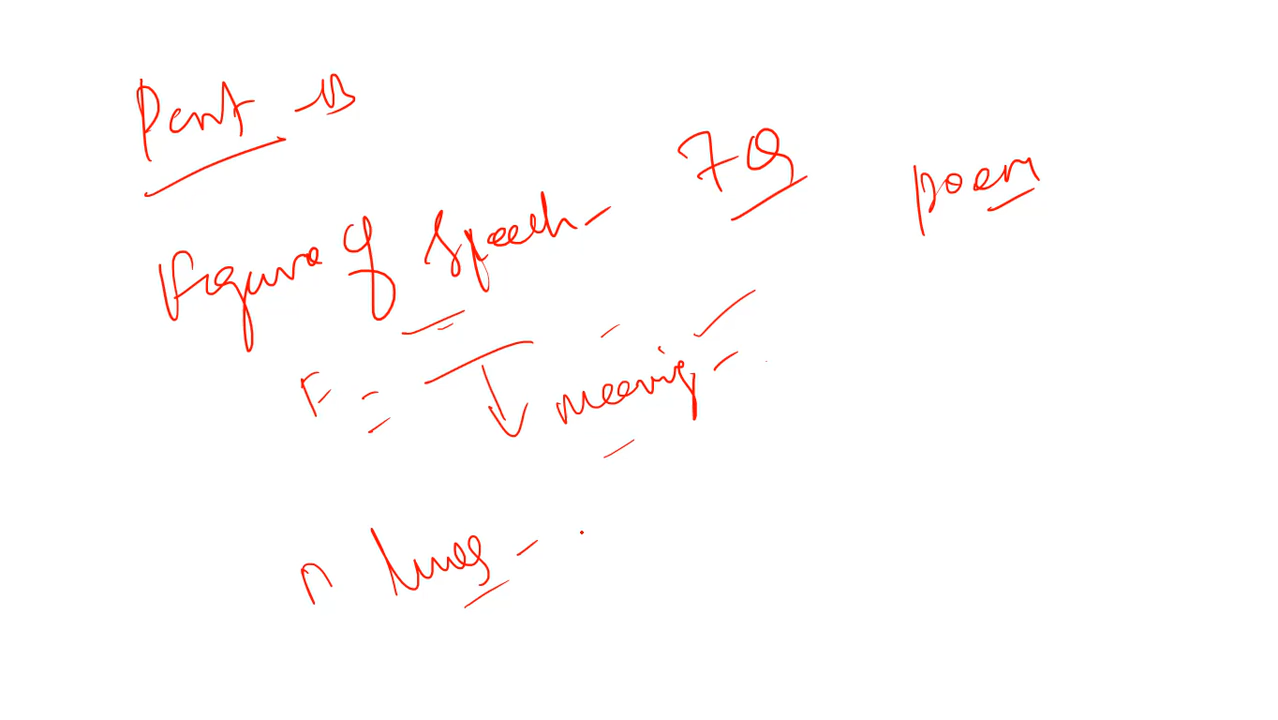 Part - B
Figure of Speech - 7Q poem
F = meaning -
n lines - .